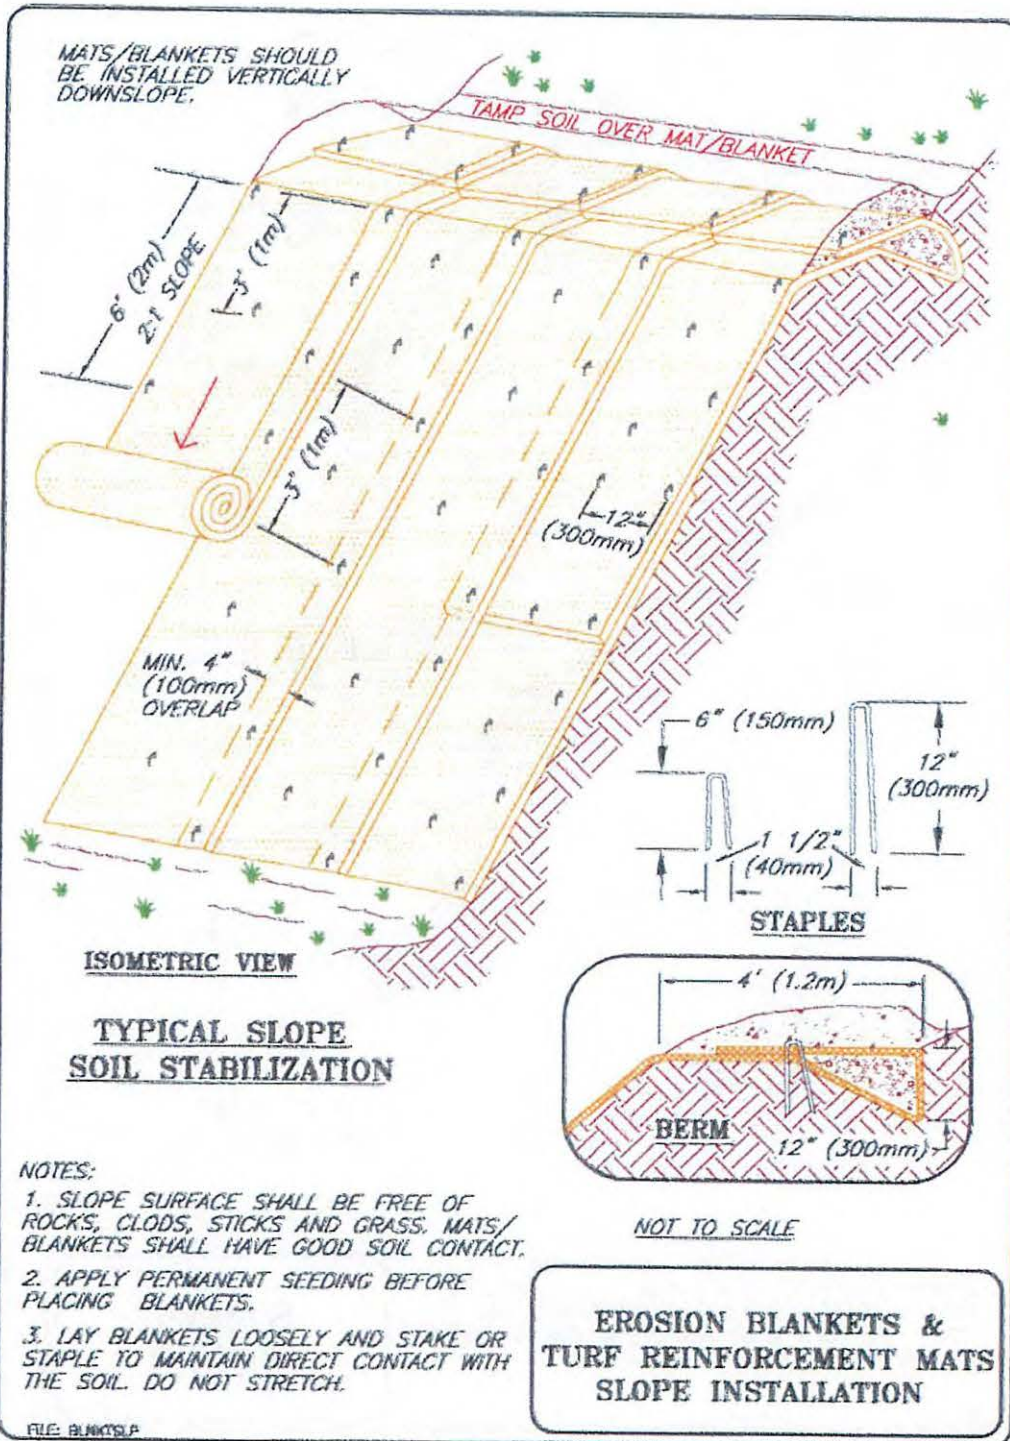 MATS/BLANKETS SHOULD
BE INSTALLED VERTICALLY
DOWNSLOPE.
TAMP SOIL OVER MAT/BLANKET
6' (2m)
2:1 SLOPE
3' (1m)
3' (1m)
12"
(300mm)
MIN. 4"
(100mm)
OVERLAP
6" (150mm)
12"
(300mm)
1 1/2"
(40mm)
STAPLES
ISOMETRIC VIEW
TYPICAL SLOPE
SOIL STABILIZATION
4' (1.2m)
BERM
12" (300mm)
NOT TO SCALE
NOTES:
1. SLOPE SURFACE SHALL BE FREE OF
ROCKS, CLODS, STICKS AND GRASS. MATS/
BLANKETS SHALL HAVE GOOD SOIL CONTACT.
2. APPLY PERMANENT SEEDING BEFORE
PLACING BLANKETS.
3. LAY BLANKETS LOOSELY AND STAKE OR
STAPLE TO MAINTAIN DIRECT CONTACT WITH
THE SOIL. DO NOT STRETCH.
EROSION BLANKETS &
TURF REINFORCEMENT MATS
SLOPE INSTALLATION
FILE: BLNKTSLP